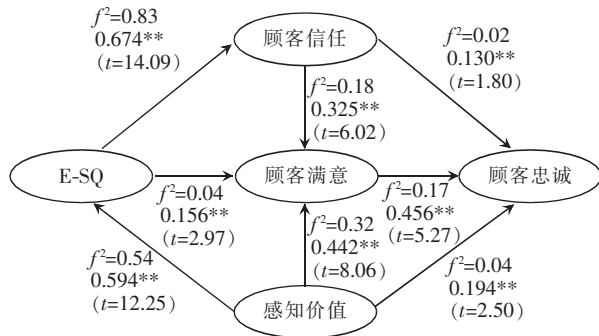 f²=0.83
0.674**
(t=14.09)
顾客信任
f²=0.02
0.130**
(t=1.80)
f²=0.18
0.325**
(t=6.02)
E-SQ
顾客满意
顾客忠诚
f²=0.04
0.156**
(t=2.97)
f²=0.17
0.456**
(t=5.27)
f²=0.54
0.594**
(t=12.25)
f²=0.32
0.442**
(t=8.06)
f²=0.04
0.194**
(t=2.50)
感知价值